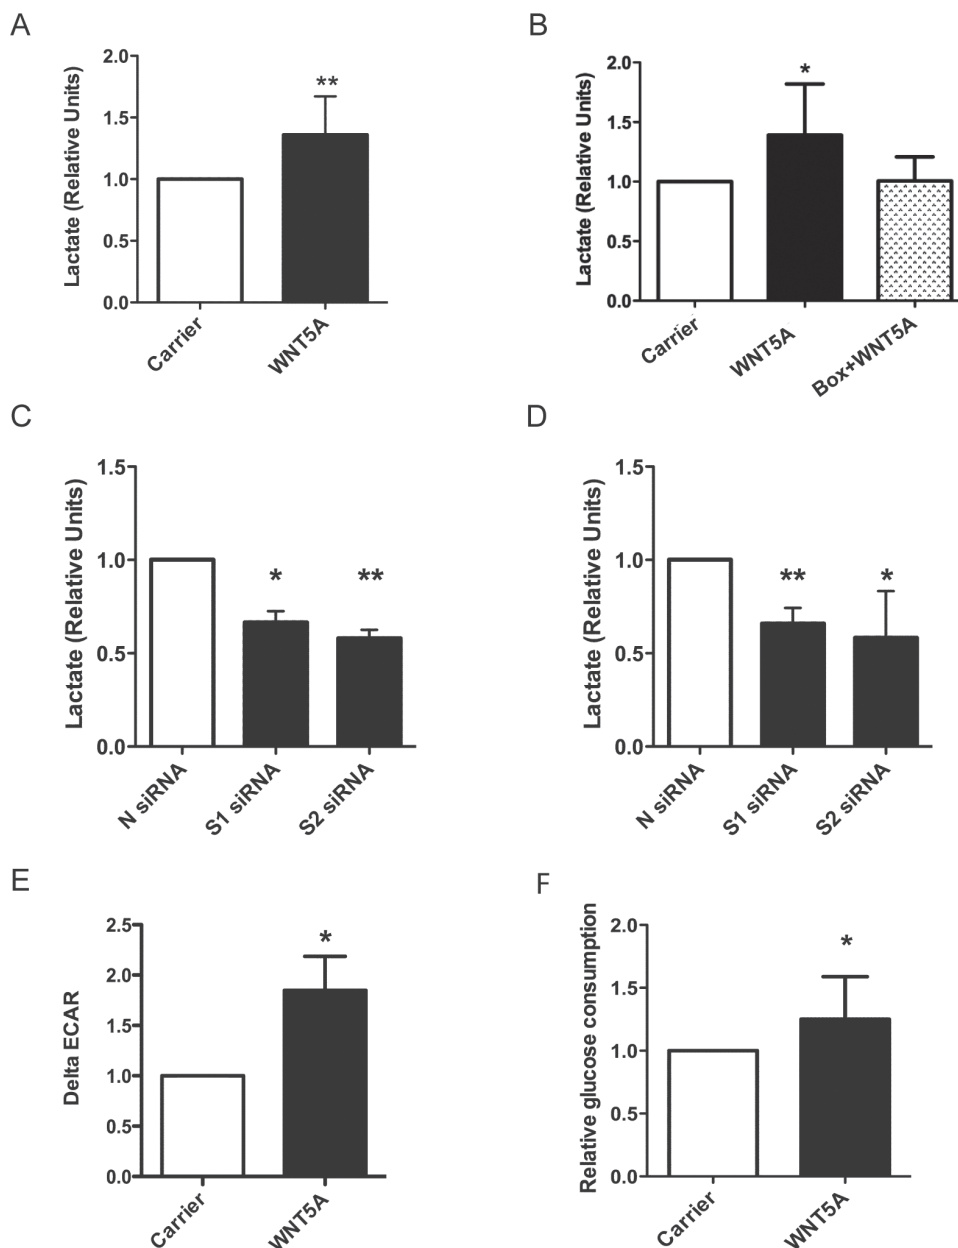 A
Lactate (Relative Units)
2.0
1.5
1.0
0.5
0.0
**
Carrier
WNT5A
B
Lactate (Relative Units)
2.0
1.5
1.0
0.5
0.0
*
Carrier
WNT5A
Box+WNT5A
C
Lactate (Relative Units)
1.5
1.0
0.5
0.0
*
**
N siRNA
S1 siRNA
S2 siRNA
D
Lactate (Relative Units)
1.5
1.0
0.5
0.0
**
*
N siRNA
S1 siRNA
S2 siRNA
E
Delta ECAR
2.5
2.0
1.5
1.0
0.5
0.0
*
Carrier
WNT5A
F
Relative glucose consumption
2.0
1.5
1.0
0.5
0.0
*
Carrier
WNT5A